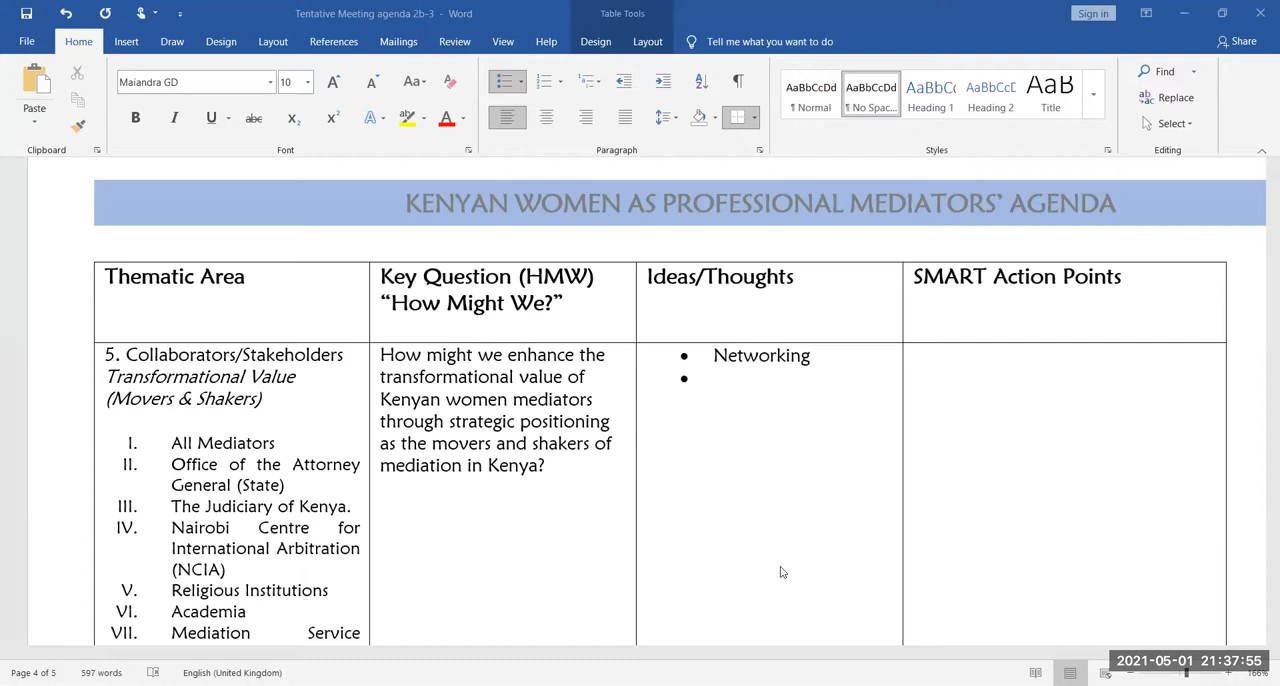 Tentative Meeting agenda 2b-3 - Word
Table Tools
Sign in
File Home Insert Draw Design Layout References Mailings Review View Help Design Layout Tell me what you want to do Share
Paste
Clipboard
Maiandra GD 10
A A Aa
B I U abc X₂ X² A ab A
Font
Paragraph
AaBbCcDd AaBbCcDd AaBbCc AaBbCcD AaB
¶ Normal ¶ No Spac... Heading 1 Heading 2 Title
Styles
Find
Replace
Select
Editing
KENYAN WOMEN AS PROFESSIONAL MEDIATORS’ AGENDA
Thematic Area
Key Question (HMW)
“How Might We?”
Ideas/Thoughts
SMART Action Points
5. Collaborators/Stakeholders
Transformational Value
(Movers & Shakers)
I. All Mediators
II. Office of the Attorney
General (State)
III. The Judiciary of Kenya.
IV. Nairobi Centre for
International Arbitration
(NCIA)
V. Religious Institutions
VI. Academia
VII. Mediation Service
How might we enhance the
transformational value of
Kenyan women mediators
through strategic positioning
as the movers and shakers of
mediation in Kenya?
• Networking
•
2021-05-01 21:37:55
Page 4 of 5 597 words English (United Kingdom) 166%